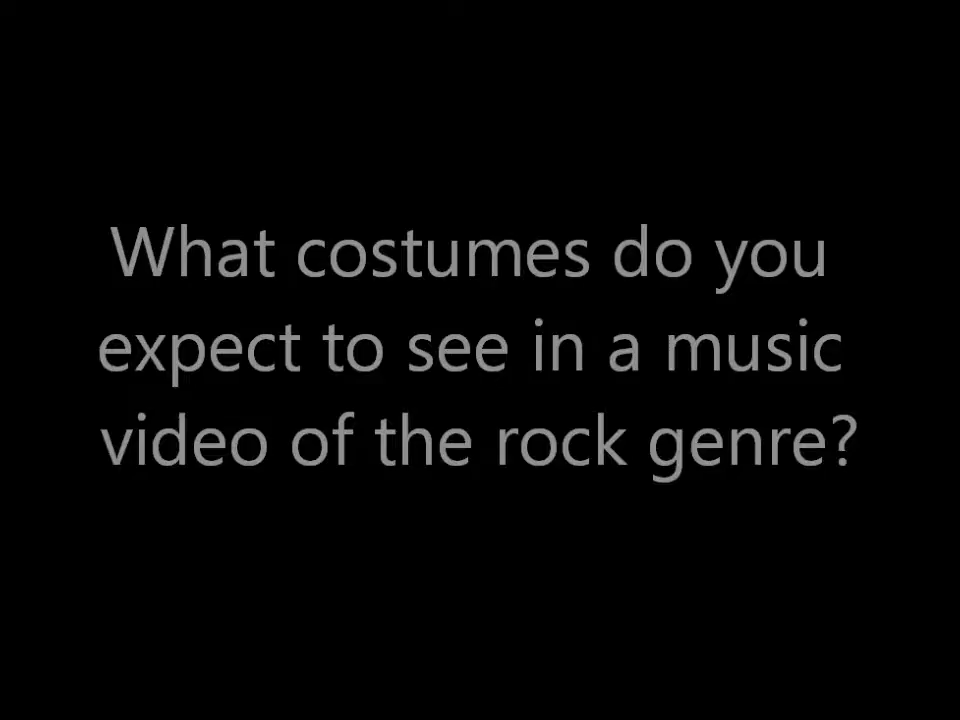 What costumes do you
expect to see in a music
video of the rock genre?